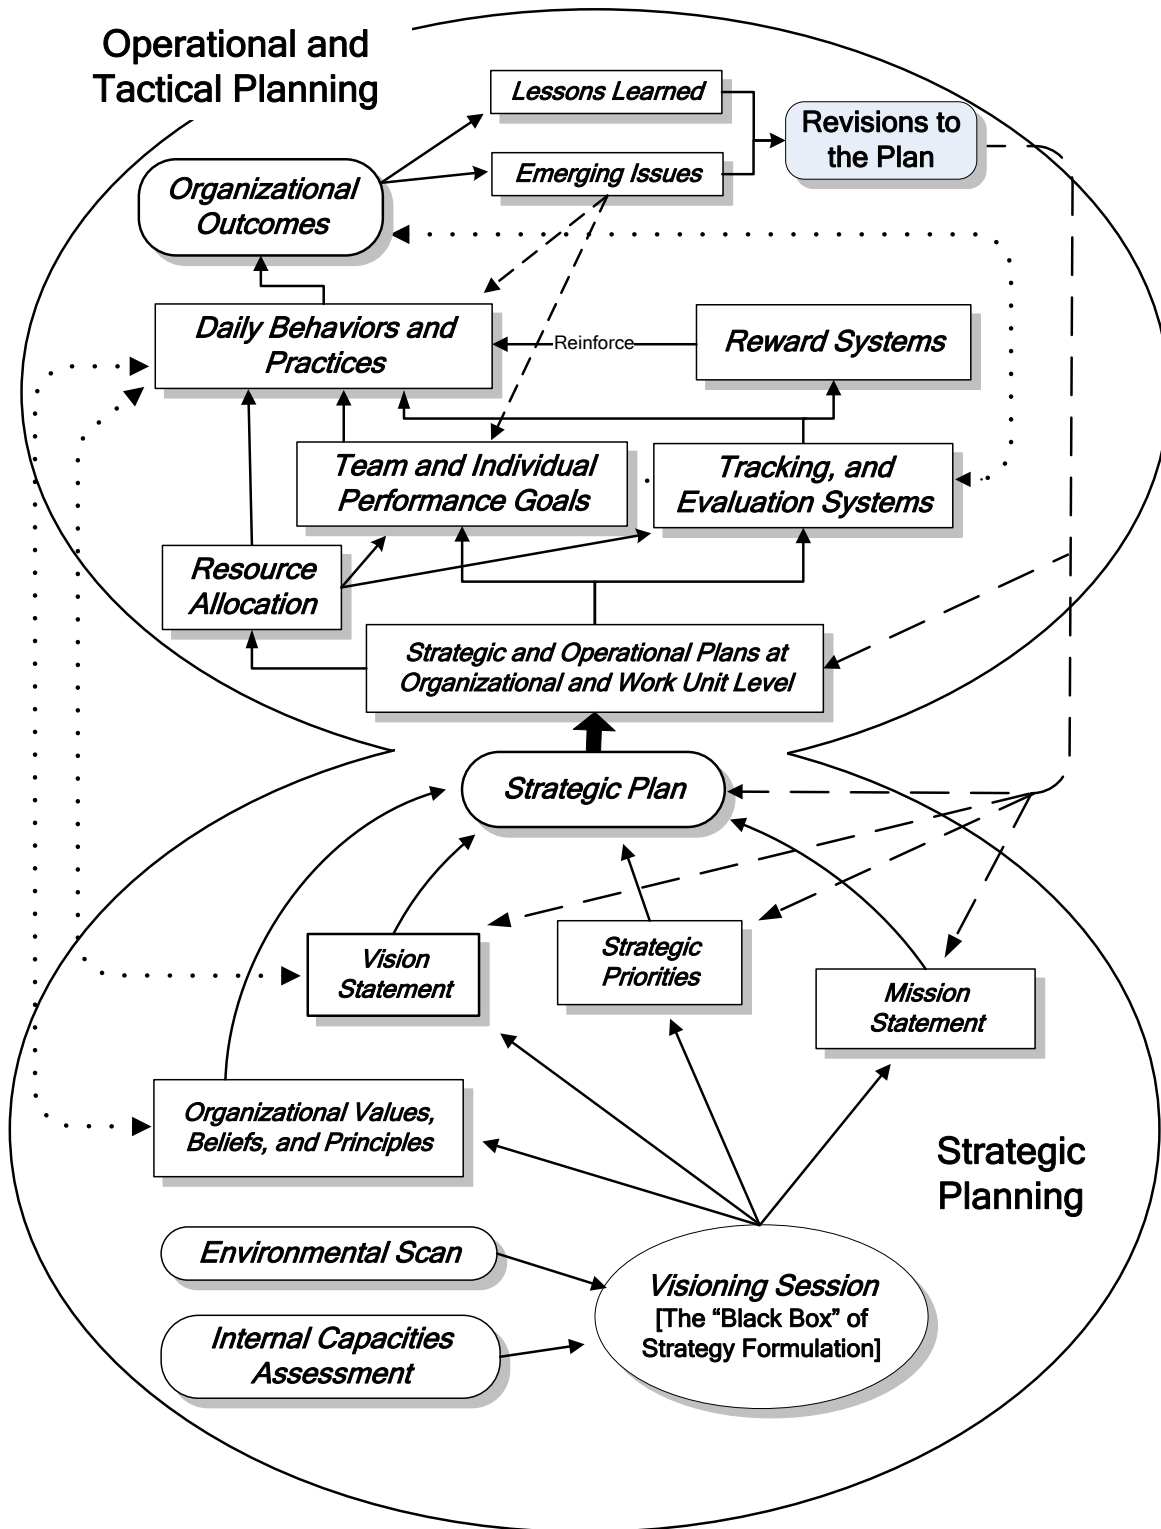 Operational and
Tactical Planning
Lessons Learned
Revisions to
the Plan
Emerging Issues
Organizational
Outcomes
Daily Behaviors and
Practices
Reinforce
Reward Systems
Team and Individual
Performance Goals
Tracking, and
Evaluation Systems
Resource
Allocation
Strategic and Operational Plans at
Organizational and Work Unit Level
Strategic Plan
Vision
Statement
Strategic
Priorities
Mission
Statement
Organizational Values,
Beliefs, and Principles
Strategic
Planning
Environmental Scan
Visioning Session
[The “Black Box” of
Strategy Formulation]
Internal Capacities
Assessment